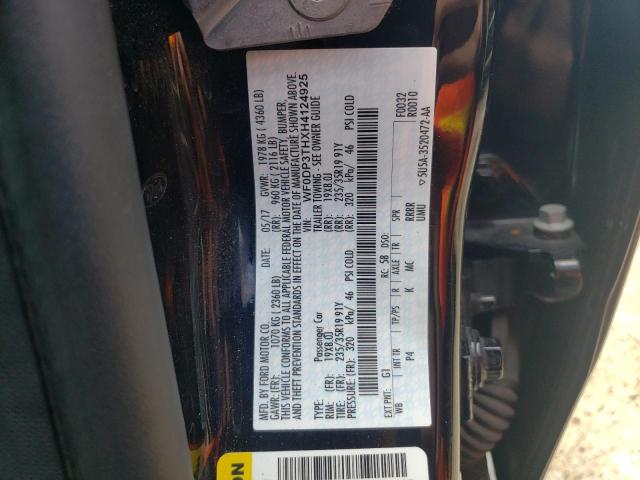 MFD. BY FORD MOTOR CO. DATE: 05/17 GVWR: 1978 KG ( 4360 LB)
GAWR: (FR): 1070 KG ( 2360 LB) (RR): 960 KG ( 2116 LB)
THIS VEHICLE CONFORMS TO ALL APPLICABLE FEDERAL MOTOR VEHICLE SAFETY, BUMPER,
AND THEFT PREVENTION STANDARDS IN EFFECT ON THE DATE OF MANUFACTURE SHOWN ABOVE.
VIN: WF0DP3THXH4124925
TYPE: Passenger Car TRAILER TOWING - SEE OWNER GUIDE
RIM: (FR): 19X8.0J (RR): 19X8.0J
TIRE: (FR): 235/35R19 91Y (RR): 235/35R19 91Y
PRESSURE (FR): 320 kPa/ 46 PSI COLD (RR): 320 kPa/ 46 PSI COLD
EXT PNT: G1 RC: 5B DSO: F0032
R0010
WB INT TR TP/PS R AXLE TR SPR
P4 K MC RRRR
UMU
5U5A-3520472-AA
ON